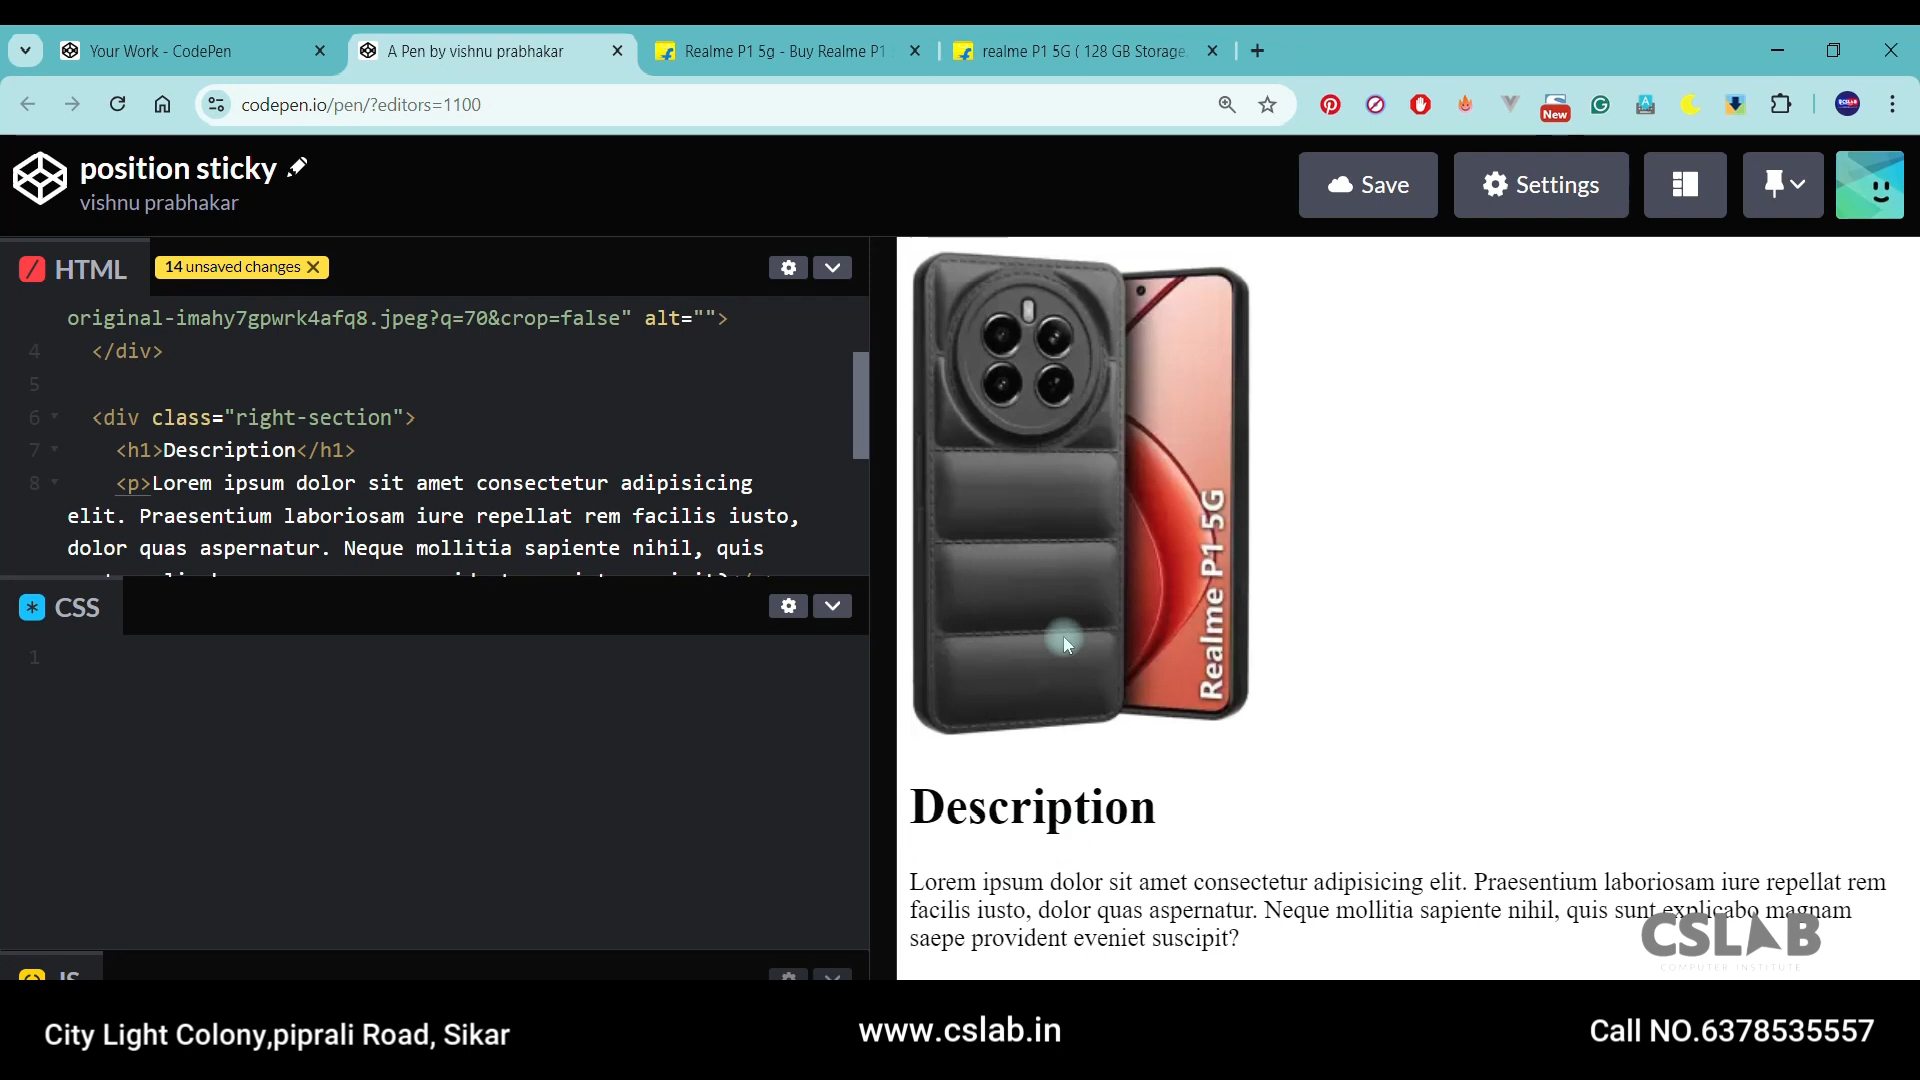 Your Work - CodePen
A Pen by vishnu prabhakar
Realme P1 5g - Buy Realme P1
realme P1 5G ( 128 GB Storage,
codepen.io/pen/?editors=1100
New
position sticky
vishnu prabhakar
Save
Settings
HTML
14 unsaved changes
original-imahy7gpwrk4afq8.jpeg?q=70&crop=false" alt="">
4 </div>
5
6 <div class="right-section">
7 <h1>Description</h1>
8 <p>Lorem ipsum dolor sit amet consectetur adipisicing
elit. Praesentium laboriosam iure repellat rem facilis iusto,
dolor quas aspernatur. Neque mollitia sapiente nihil, quis
CSS
1
JS
Realme P1 5G
Description
Lorem ipsum dolor sit amet consectetur adipisicing elit. Praesentium laboriosam iure repellat rem
facilis iusto, dolor quas aspernatur. Neque mollitia sapiente nihil, quis sunt explicabo magnam
saepe provident eveniet suscipit?
CSLAB
COMPUTER INSTITUTE
City Light Colony,piprali Road, Sikar
www.cslab.in
Call NO.6378535557